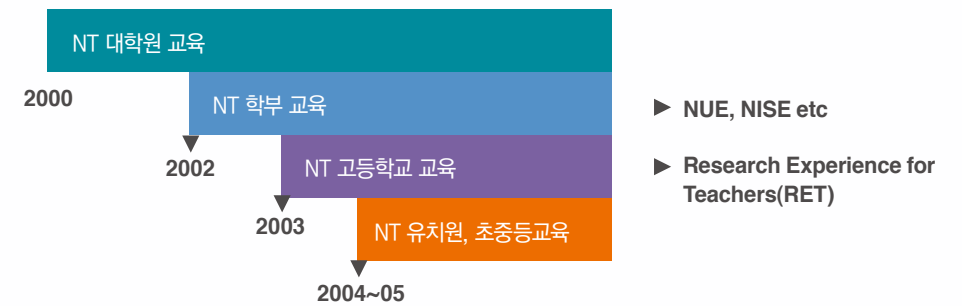 NT 대학원 교육
2000
NT 학부 교육
▶ NUE, NISE etc
2002
NT 고등학교 교육
▶ Research Experience for
Teachers(RET)
2003
NT 유치원, 초중등교육
2004~05